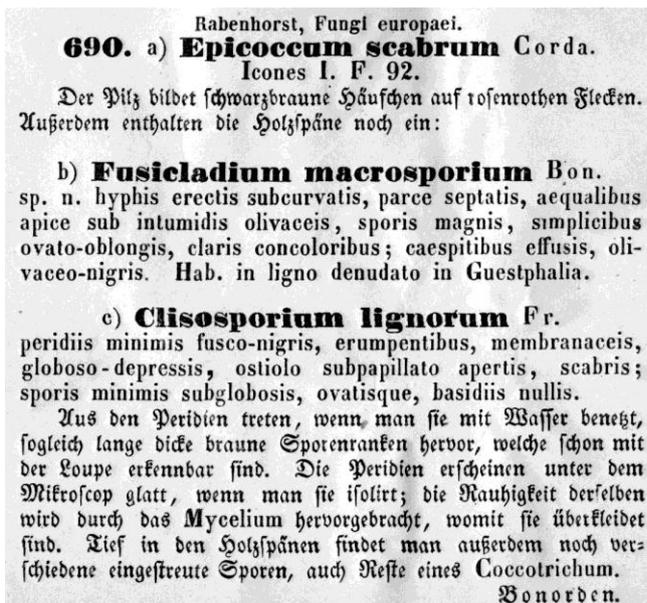 Rabenhorst, Fungi europaei.
690. a) Epicoccum scabrum Corda.
Icones I. F. 92.
Der Pilz bildet schwarzbraune Häufchen auf rosenrothen Flecken.
Außerdem enthalten die Holzspäne noch ein:
b) Fusicladium macrosporium Bon.
sp. n. hyphis erectis subcurvatis, parce septatis, aequalibus
apice sub intumidis olivaceis, sporis magnis, simplicibus
ovato-oblongis, claris concoloribus; caespitibus effusis, oli-
vaceo-nigris. Hab. in ligno denudato in Guestphalia.
c) Clisosporium lignorum Fr.
peridiis minimis fusco-nigris, erumpentibus, membranaceis,
globoso-depressis, ostiolo subpapillato apertis, scabris;
sporis minimis subglobosis, ovatisque, basidiis nullis.
Aus den Peridien treten, wenn man sie mit Wasser benetzt,
sogleich lange dicke braune Sporenranken hervor, welche schon mit
der Loupe erkennbar sind. Die Peridien erscheinen unter dem
Mikroscop glatt, wenn man sie isolirt; die Rauhigkeit derselben
wird durch das Mycelium hervorgebracht, womit sie überkleidet
sind. Tief in den Holzspänen findet man außerdem noch ver-
schiedene eingestreute Sporen, auch Reste eines Coccotrichum.
Bonorden.